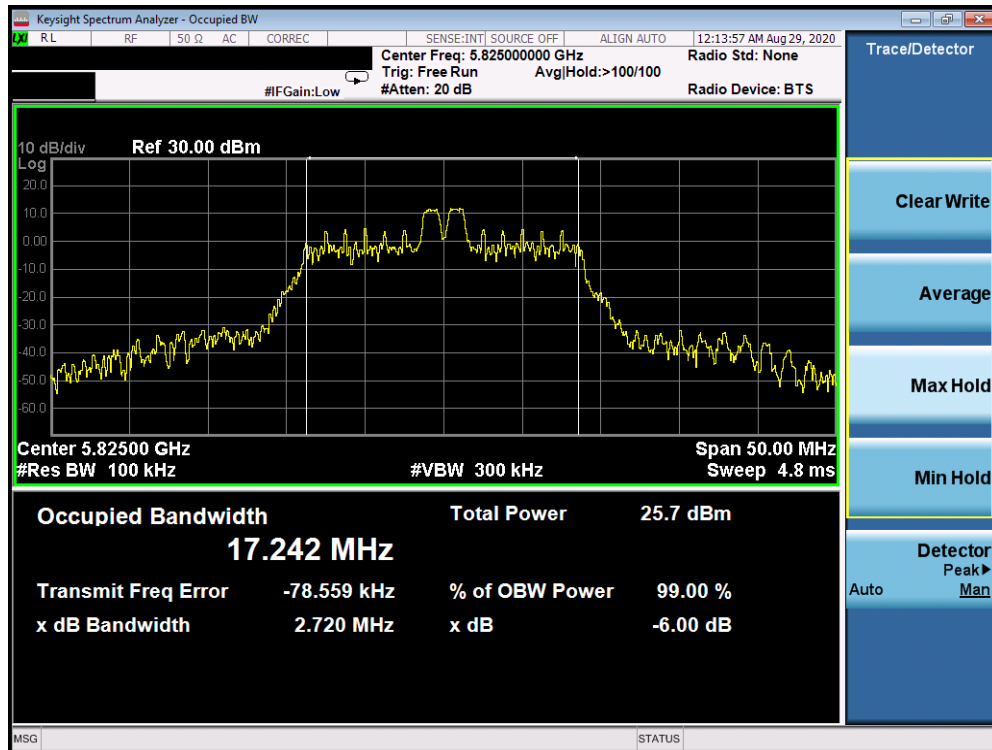 Keysight Spectrum Analyzer - Occupied BW
LXI RL RF 50 Ω AC CORREC SENSE:INT SOURCE OFF ALIGN AUTO 12:13:57 AM Aug 29, 2020
Center Freq: 5.825000000 GHz Radio Std: None
Trig: Free Run Avg|Hold:>100/100
#IFGain:Low #Atten: 20 dB Radio Device: BTS
Trace/Detector
10 dB/div Ref 30.00 dBm
Log
20.0
10.0
0.00
-10.0
-20.0
-30.0
-40.0
-50.0
-60.0
Center 5.82500 GHz Span 50.00 MHz
#Res BW 100 kHz #VBW 300 kHz Sweep 4.8 ms
Occupied Bandwidth Total Power 25.7 dBm
17.242 MHz
Transmit Freq Error -78.559 kHz % of OBW Power 99.00 %
x dB Bandwidth 2.720 MHz x dB -6.00 dB
Clear Write
Average
Max Hold
Min Hold
Detector
Peak▶
Auto Man
MSG STATUS